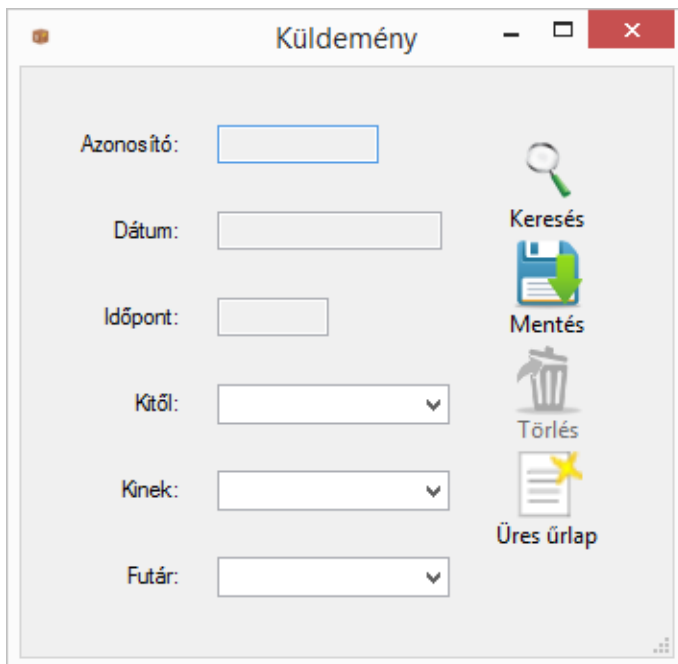 Küldemény
Azonosító:
Dátum:
Időpont:
Kitől:
Kinek:
Futár:
Keresés
Mentés
Törlés
Üres űrlap